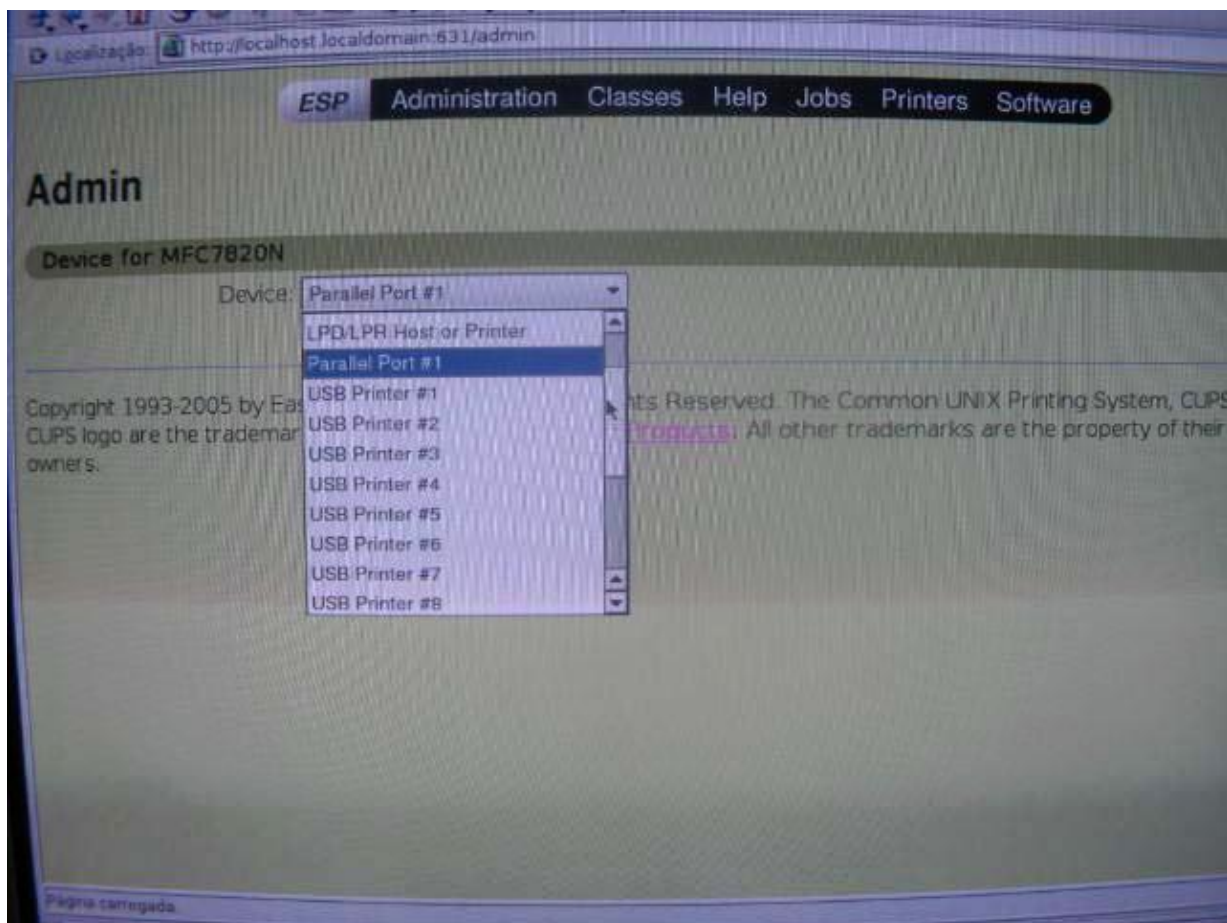 Localização: http://localhost.localdomain:631/admin
ESP Administration Classes Help Jobs Printers Software
Admin
Device for MFC7820N
Device: Parallel Port #1
LPD/LPR Host or Printer
Parallel Port #1
USB Printer #1
USB Printer #2
USB Printer #3
USB Printer #4
USB Printer #5
USB Printer #6
USB Printer #7
USB Printer #8
Copyright 1993-2005 by Eas ts Reserved. The Common UNIX Printing System, CUPS
CUPS logo are the trademar Products. All other trademarks are the property of their
owners.
Página carregada.